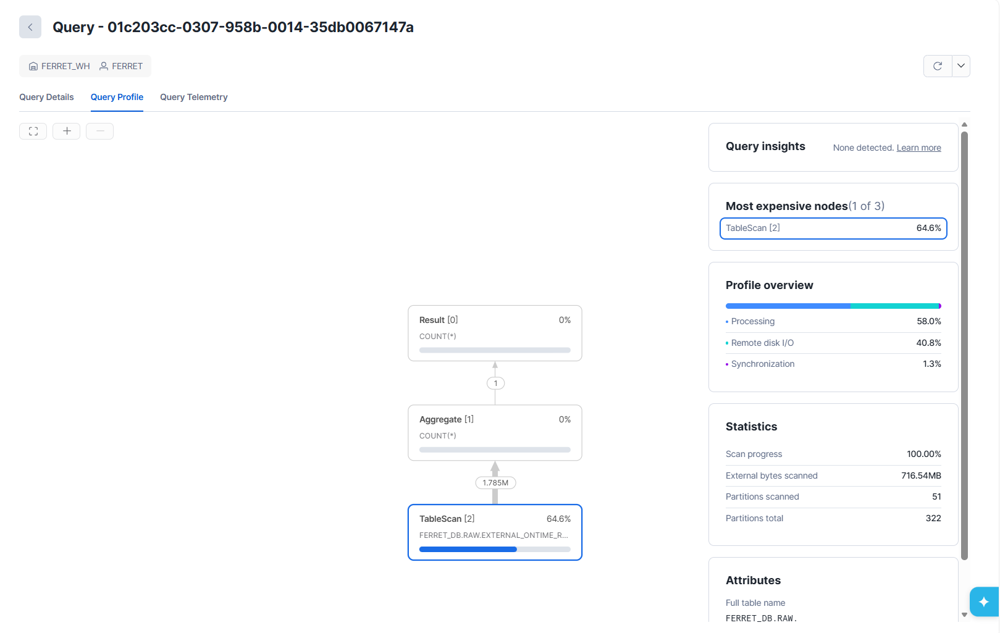 Query - 01c203cc-0307-958b-0014-35db0067147a
FERRET_WH FERRET
Query Details Query Profile Query Telemetry
Query insights None detected. Learn more
Most expensive nodes(1 of 3)
TableScan [2] 64.6%
Profile overview
Processing 58.0%
Remote disk I/O 40.8%
Synchronization 1.3%
Statistics
Scan progress 100.00%
External bytes scanned 716.54MB
Partitions scanned 51
Partitions total 322
Attributes
Full table name
FERRET_DB.RAW.
Result [0] 0%
COUNT(*)
1
Aggregate [1] 0%
COUNT(*)
1.785M
TableScan [2] 64.6%
FERRET_DB.RAW.EXTERNAL_ONTIME_R...